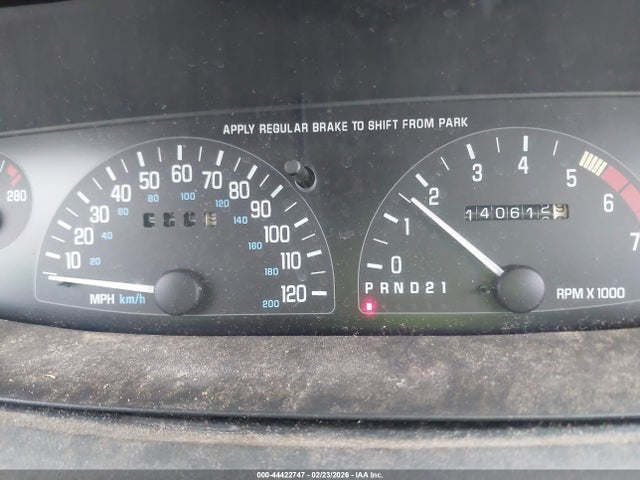 APPLY REGULAR BRAKE TO SHIFT FROM PARK
280
10 20 30 40 50 60 70 80 90 100 110 120
20 40 60 80 100 120 140 160 180 200
MPH km/h
0 1 2 3 4 5 6 7
140615
PRND21
RPM X 1000
000-44422747 - 02/23/2026 - IAA Inc.